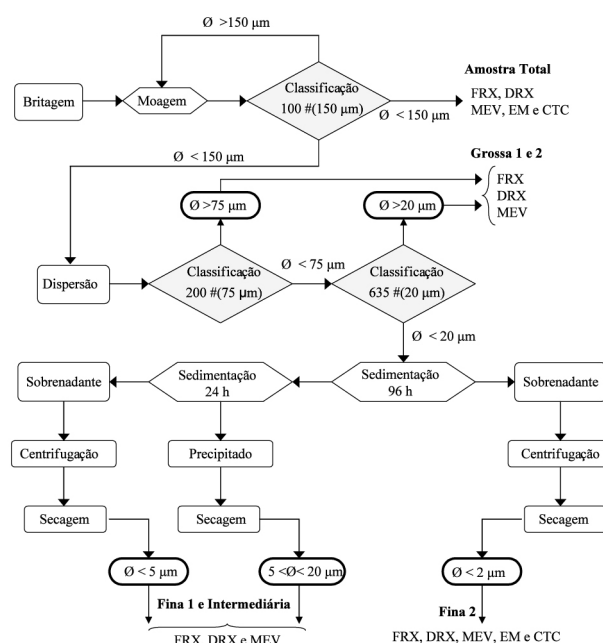 Ø >150 µm
Amostra Total
Britagem
Moagem
Classificação
100 #(150 µm)
Ø < 150 µm
FRX, DRX
MEV, EM e CTC
Ø < 150 µm
Grossa 1 e 2
FRX
DRX
MEV
Ø >75 µm
Ø >20 µm
Dispersão
Classificação
200 #(75 µm)
Ø < 75 µm
Classificação
635 #(20 µm)
Ø < 20 µm
Sobrenadante
Sedimentação
24 h
Sedimentação
96 h
Sobrenadante
Centrifugação
Precipitado
Centrifugação
Secagem
Secagem
Secagem
Ø < 5 µm
5 <Ø< 20 µm
Ø < 2 µm
Fina 1 e Intermediária
Fina 2
FRX, DRX e MEV
FRX, DRX, MEV, EM e CTC